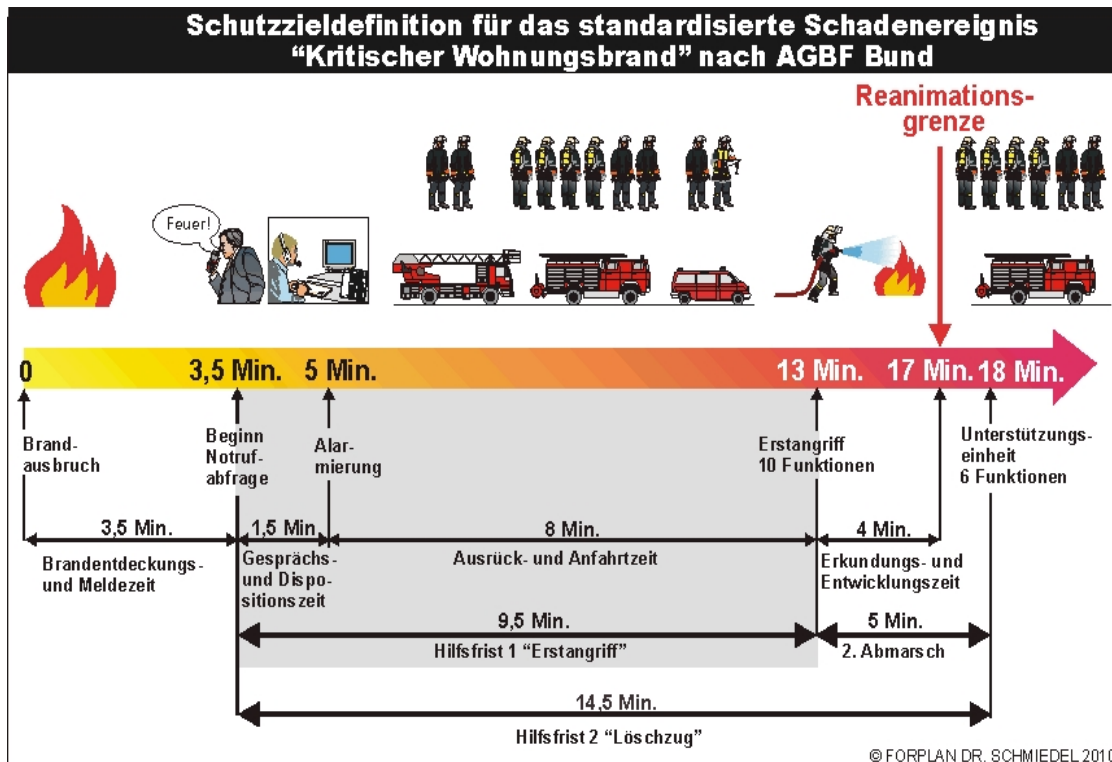 Schutzzieldefinition für das standardisierte Schadenereignis
“Kritischer Wohnungsbrand” nach AGBF Bund
Reanimations-
grenze
Feuer!
0
3,5 Min.
5 Min.
13 Min.
17 Min.
18 Min.
Brand-
ausbruch
Beginn
Notruf-
abfrage
Alar-
mierung
Erstangriff
10 Funktionen
Unterstützungs-
einheit
6 Funktionen
3,5 Min.
Brandentdeckungs-
und Meldezeit
1,5 Min.
Gesprächs-
und Dispo-
sitionszeit
8 Min.
Ausrück- und Anfahrtzeit
4 Min.
Erkundungs- und
Entwicklungszeit
9,5 Min.
Hilfsfrist 1 “Erstangriff”
5 Min.
2. Abmarsch
14,5 Min.
Hilfsfrist 2 “Löschzug”
© FORPLAN DR. SCHMIEDEL 2010